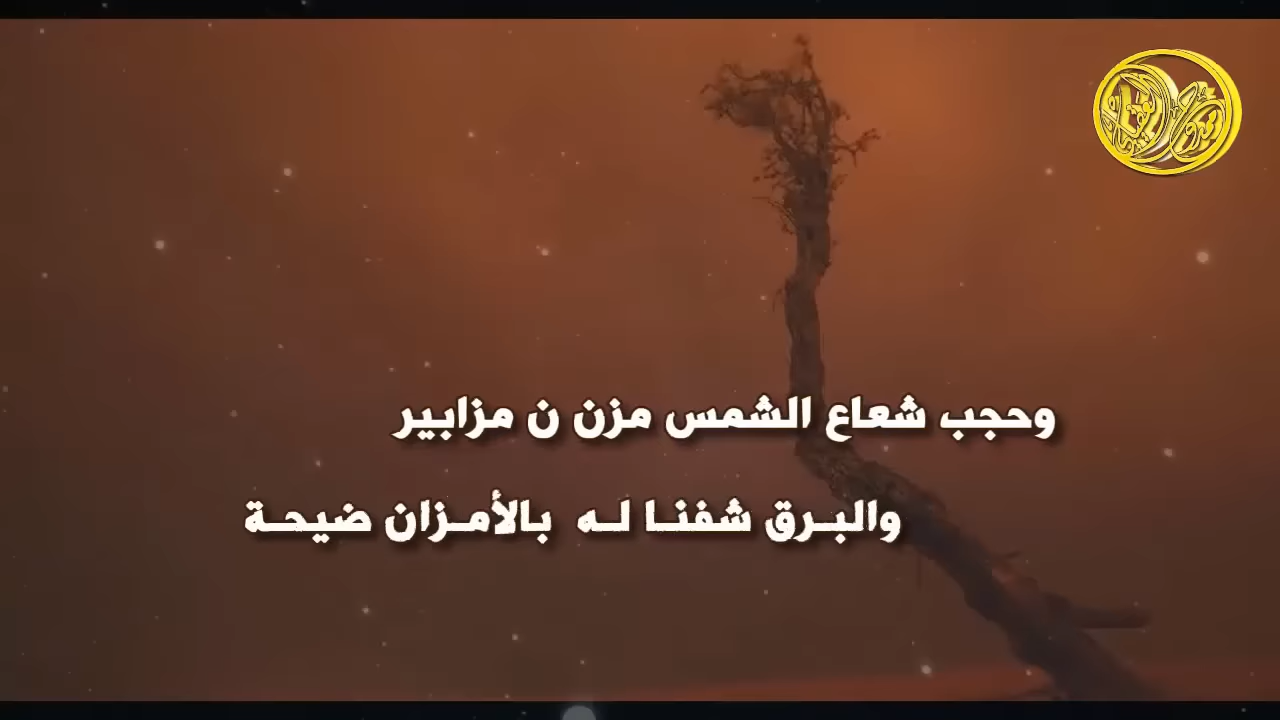 وحجب شعاع الشمس مزن ن مزابير
والبـرق شفنـا لـه بالأمـزان ضيحـة